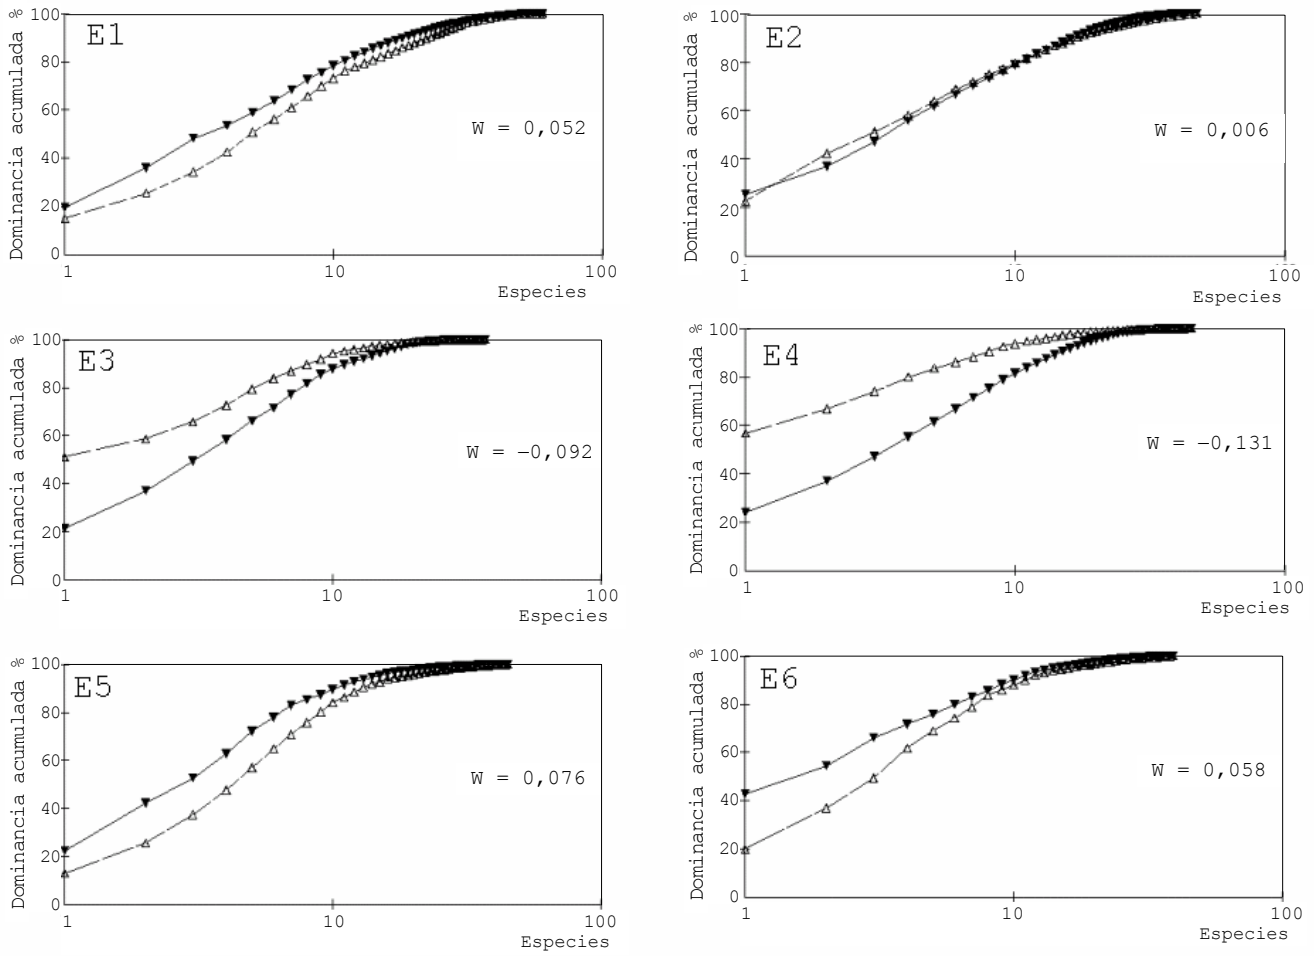 Dominancia acumulada %
100
80
60
40
20
0
E1
W = 0,052
1
10
100
Especies
Dominancia acumulada %
100
80
60
40
20
0
E2
W = 0,006
1
10
100
Especies
Dominancia acumulada %
100
80
60
40
20
0
E3
W = −0,092
1
10
100
Especies
Dominancia acumulada %
100
80
60
40
20
0
E4
W = −0,131
1
10
100
Especies
Dominancia acumulada %
100
80
60
40
20
0
E5
W = 0,076
1
10
100
Especies
Dominancia acumulada %
100
80
60
40
20
0
E6
W = 0,058
1
10
100
Especies